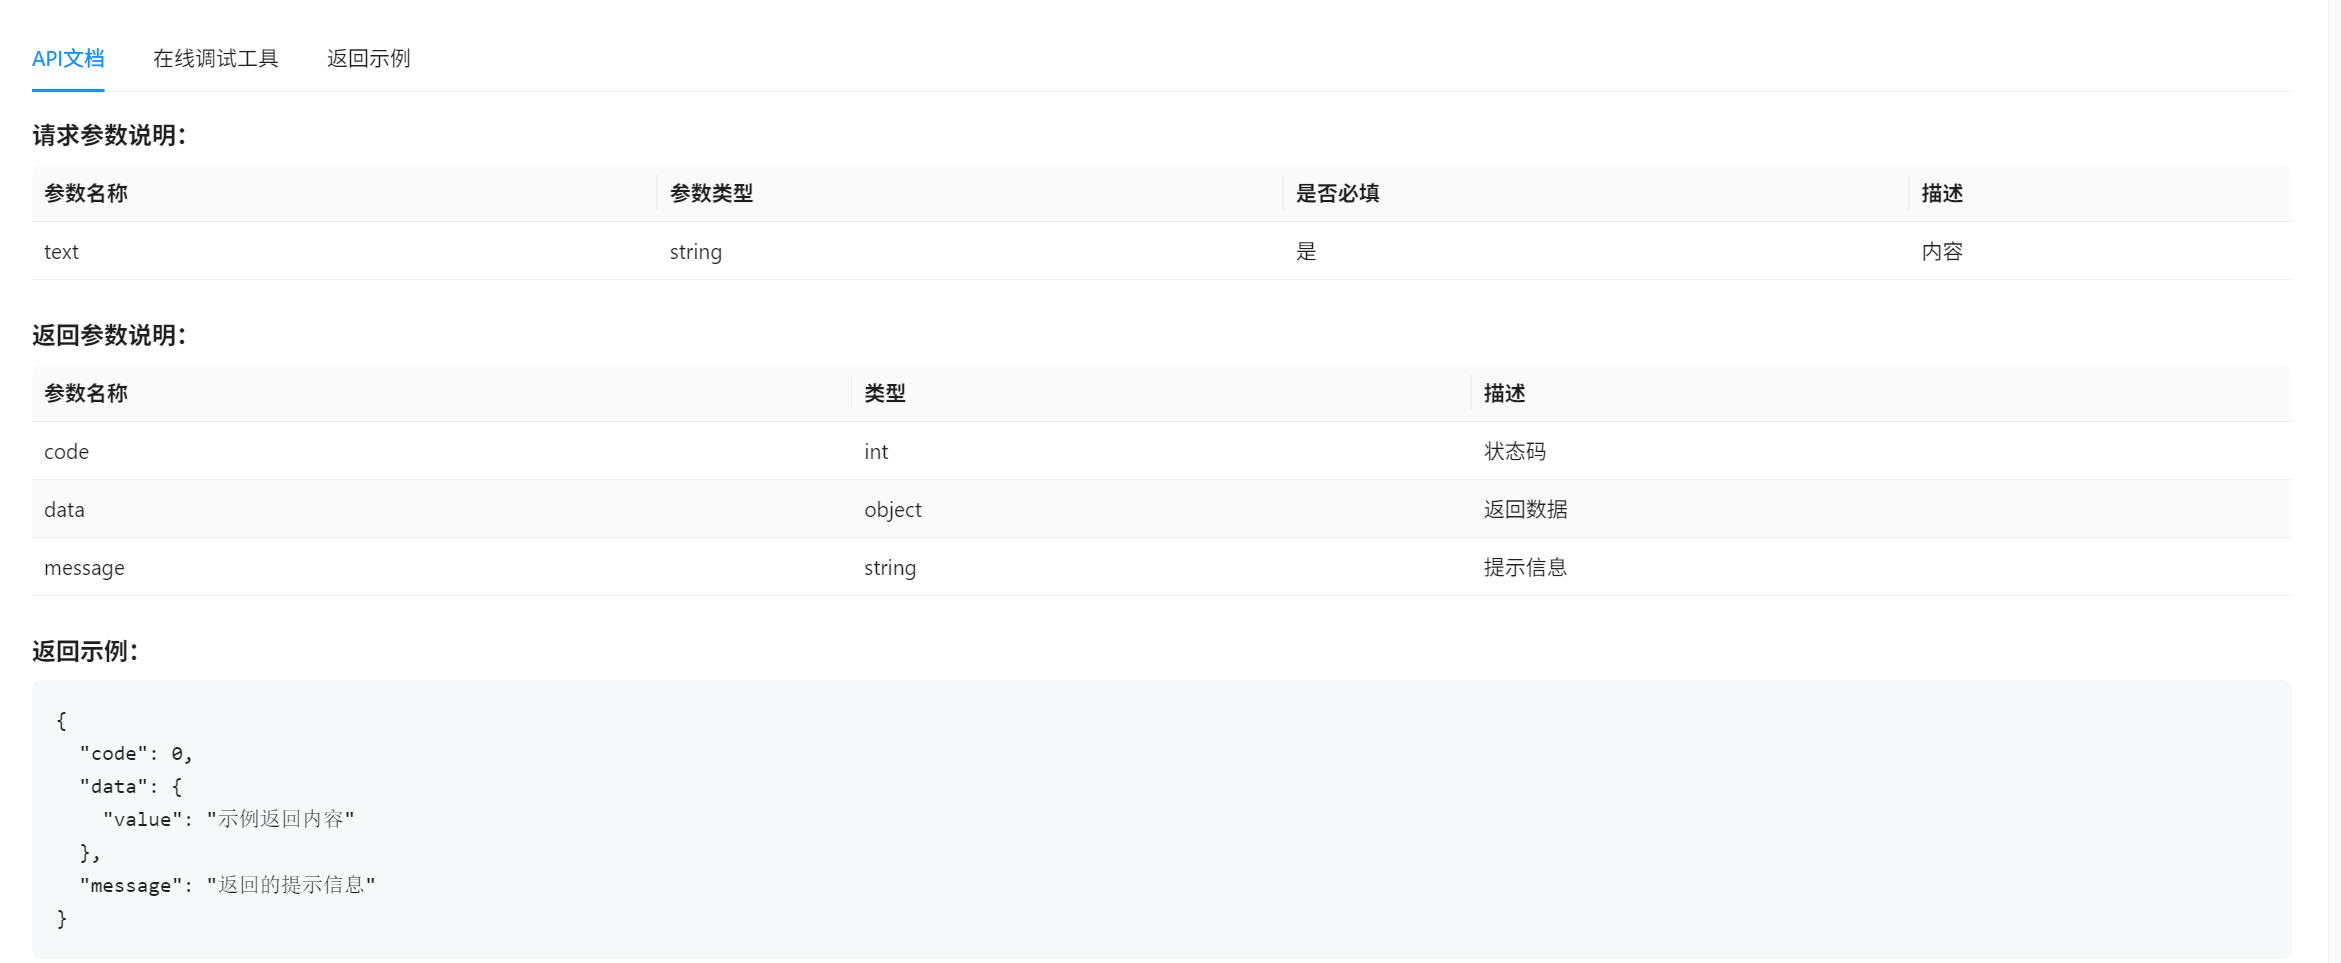 API文档 在线调试工具 返回示例
请求参数说明：
参数名称 参数类型 是否必填 描述
text string 是 内容
返回参数说明：
参数名称 类型 描述
code int 状态码
data object 返回数据
message string 提示信息
返回示例：
{
  "code": 0,
  "data": {
    "value": "示例返回内容"
  },
  "message": "返回的提示信息"
}